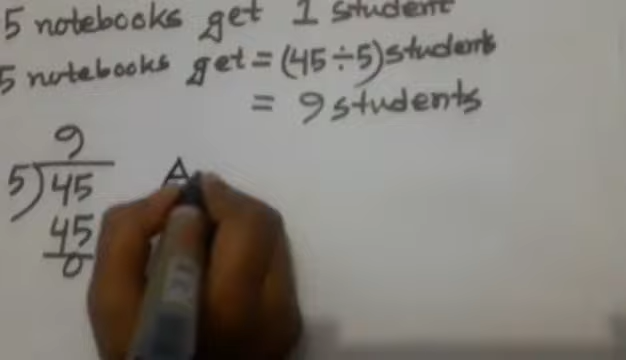 5 notebooks get 1 student
5 notebooks get = (45÷5) students
= 9 students
9
5) 45
45
0
A